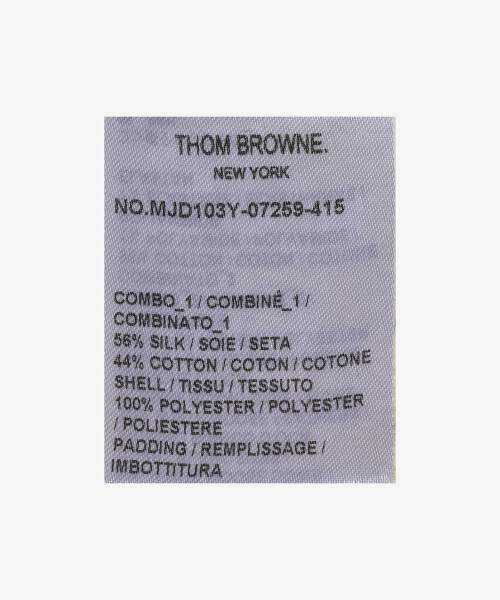 THOM BROWNE.
NEW YORK
NO.MJD103Y-07259-415
COMBO_1 / COMBINÉ_1 /
COMBINATO_1
56% SILK / SOIE / SETA
44% COTTON / COTON / COTONE
SHELL / TISSU / TESSUTO
100% POLYESTER / POLYESTER
/ POLIESTERE
PADDING / REMPLISSAGE /
IMBOTTITURA